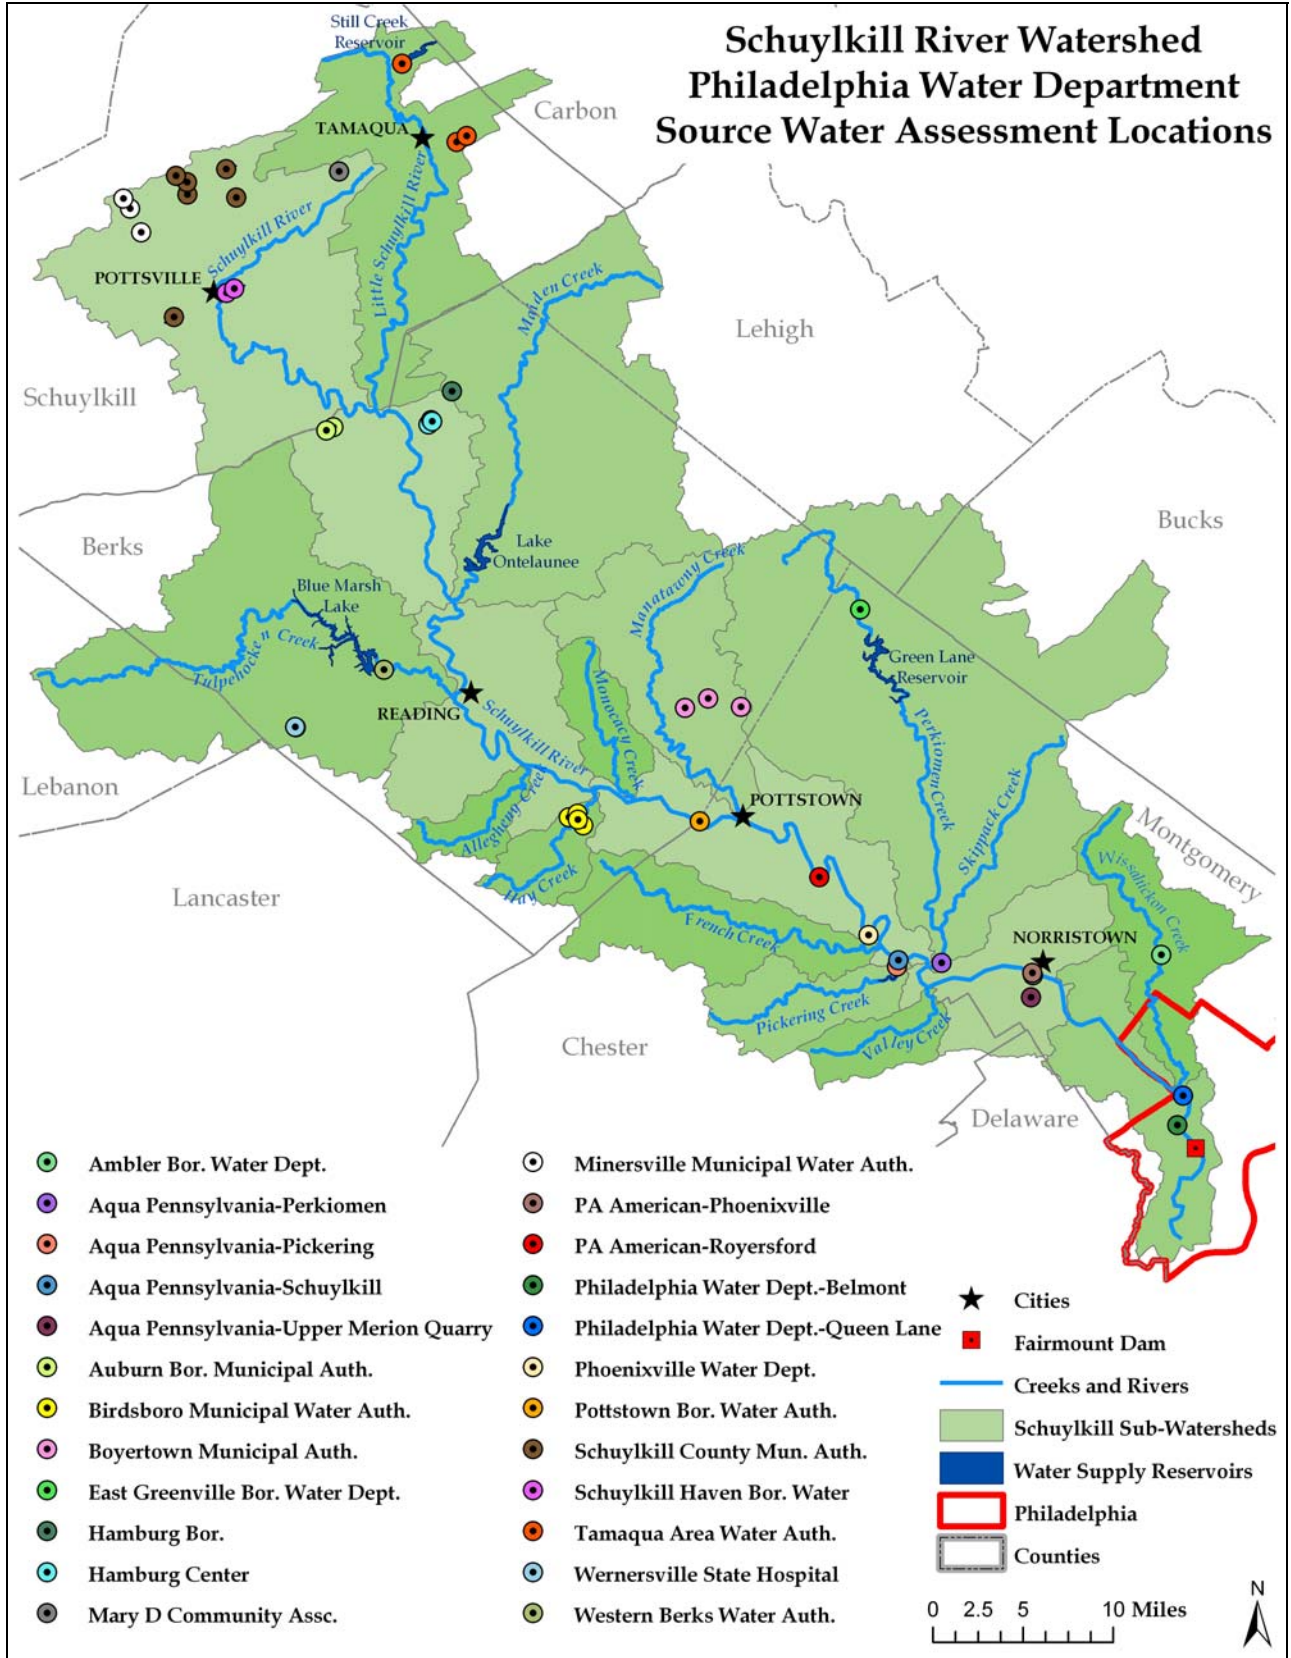 Schuylkill River Watershed
Philadelphia Water Department
Source Water Assessment Locations
Still Creek
Reservoir
Carbon
TAMAQUA
Little Schuylkill River
Schuylkill River
POTTSVILLE
Maiden Creek
Lehigh
Schuylkill
Bucks
Berks
Lake
Ontelaunee
Manatawny Creek
Blue Marsh
Lake
Tulpehocken Creek
Green Lane
Reservoir
READING
Schuylkill River
Monocacy Creek
Perkiomen Creek
Skippack Creek
Lebanon
POTTSTOWN
Allegheny Creek
Montgomery
Wissahickon Creek
Hay Creek
Lancaster
French Creek
NORRISTOWN
Pickering Creek
Valley Creek
Chester
Delaware
Ambler Bor. Water Dept.
Aqua Pennsylvania-Perkiomen
Aqua Pennsylvania-Pickering
Aqua Pennsylvania-Schuylkill
Aqua Pennsylvania-Upper Merion Quarry
Auburn Bor. Municipal Auth.
Birdsboro Municipal Water Auth.
Boyertown Municipal Auth.
East Greenville Bor. Water Dept.
Hamburg Bor.
Hamburg Center
Mary D Community Assc.
Minersville Municipal Water Auth.
PA American-Phoenixville
PA American-Royersford
Philadelphia Water Dept.-Belmont
Philadelphia Water Dept.-Queen Lane
Phoenixville Water Dept.
Pottstown Bor. Water Auth.
Schuylkill County Mun. Auth.
Schuylkill Haven Bor. Water
Tamaqua Area Water Auth.
Wernersville State Hospital
Western Berks Water Auth.
Cities
Fairmount Dam
Creeks and Rivers
Schuylkill Sub-Watersheds
Water Supply Reservoirs
Philadelphia
Counties
0 2.5 5 10 Miles
N